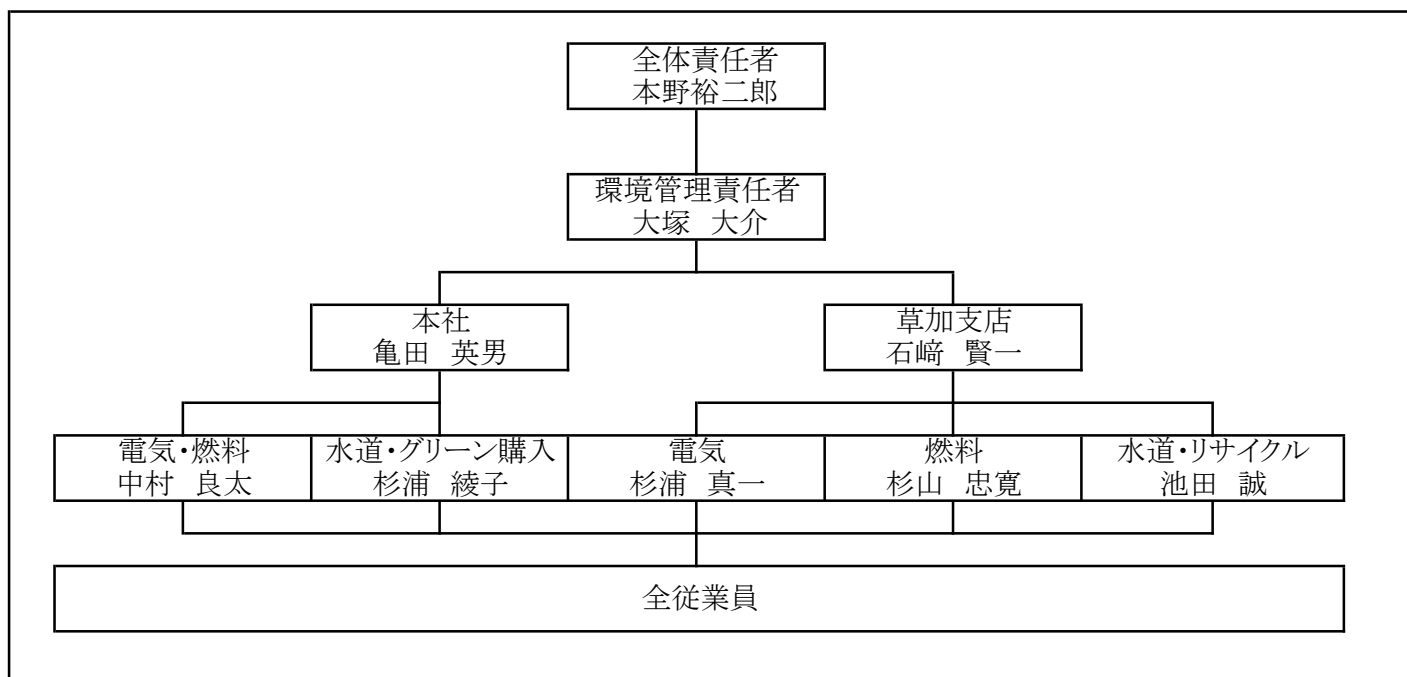 全体責任者
本野裕二郎
環境管理責任者
大塚 大介
本社
亀田 英男
草加支店
石﨑 賢一
電気・燃料
中村 良太
水道・グリーン購入
杉浦 綾子
電気
杉浦 真一
燃料
杉山 忠寛
水道・リサイクル
池田 誠
全従業員